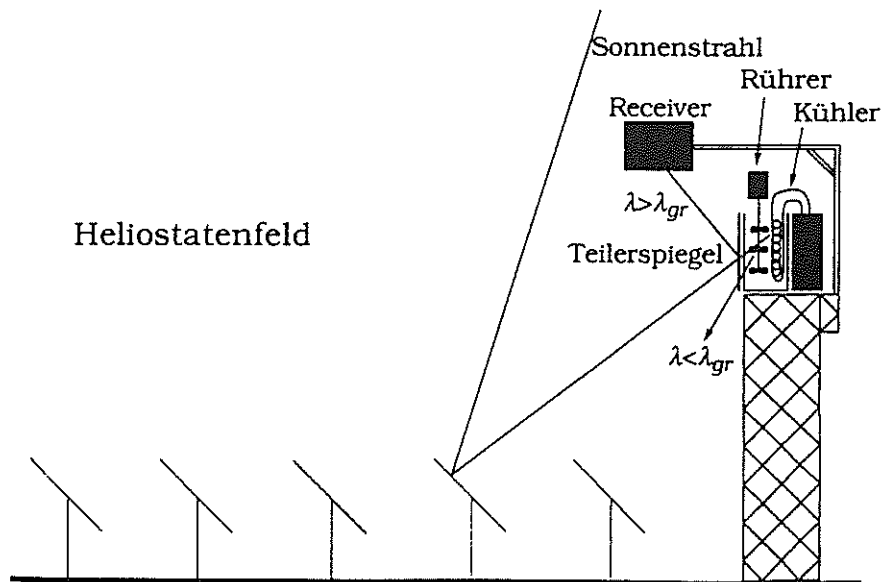 Sonnenstrahl
Rührer
Receiver
Kühler
λ>λgr
Heliostatenfeld
Teilerspiegel
λ<λgr